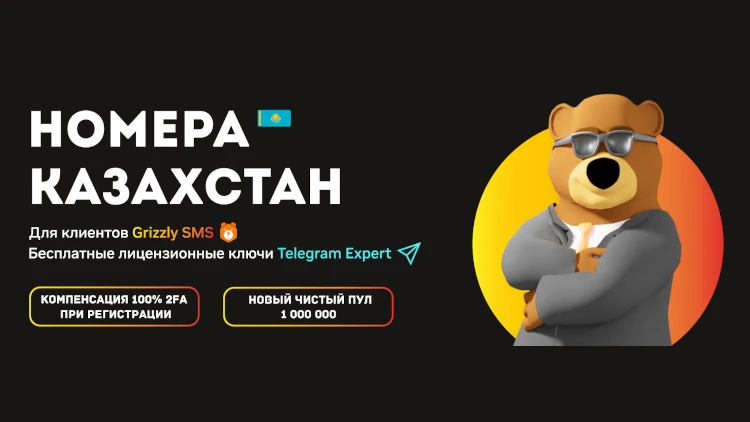 НОМЕРА
КАЗАХСТАН
Для клиентов Grizzly SMS
Бесплатные лицензионные ключи Telegram Expert
КОМПЕНСАЦИЯ 100% 2FA
ПРИ РЕГИСТРАЦИИ
НОВЫЙ ЧИСТЫЙ ПУЛ
1 000 000